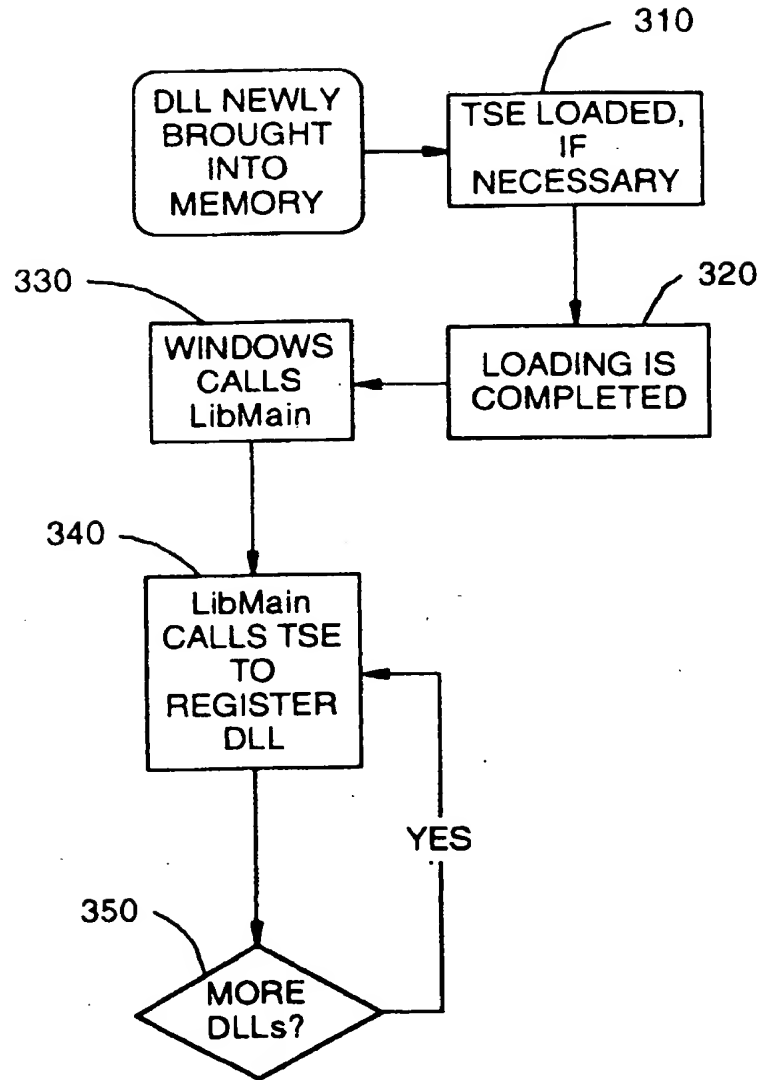 310
DLL NEWLY
BROUGHT
INTO
MEMORY
TSE LOADED,
IF
NECESSARY
330
320
WINDOWS
CALLS
LibMain
LOADING IS
COMPLETED
340
LibMain
CALLS TSE
TO
REGISTER
DLL
YES
350
MORE
DLLs?